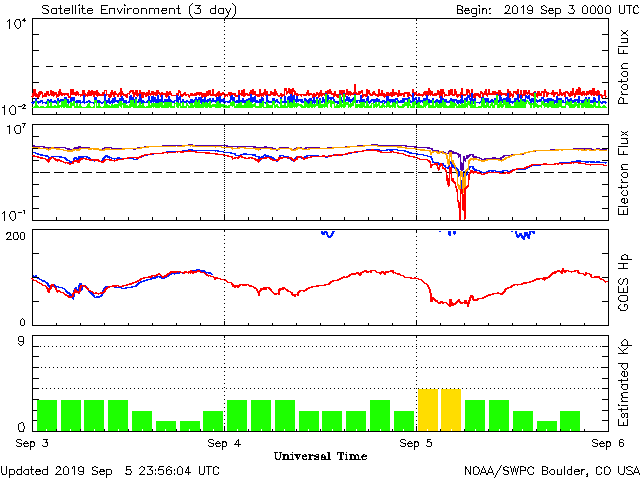 Satellite Environment (3 day)
Begin: 2019 Sep 3 0000 UTC
10^4
10^-2
Proton Flux
10^7
10^-1
Electron Flux
200
0
GOES Hp
9
0
Estimated Kp
Sep 3
Sep 4
Sep 5
Sep 6
Universal Time
Updated 2019 Sep 5 23:56:04 UTC
NOAA/SWPC Boulder, CO USA